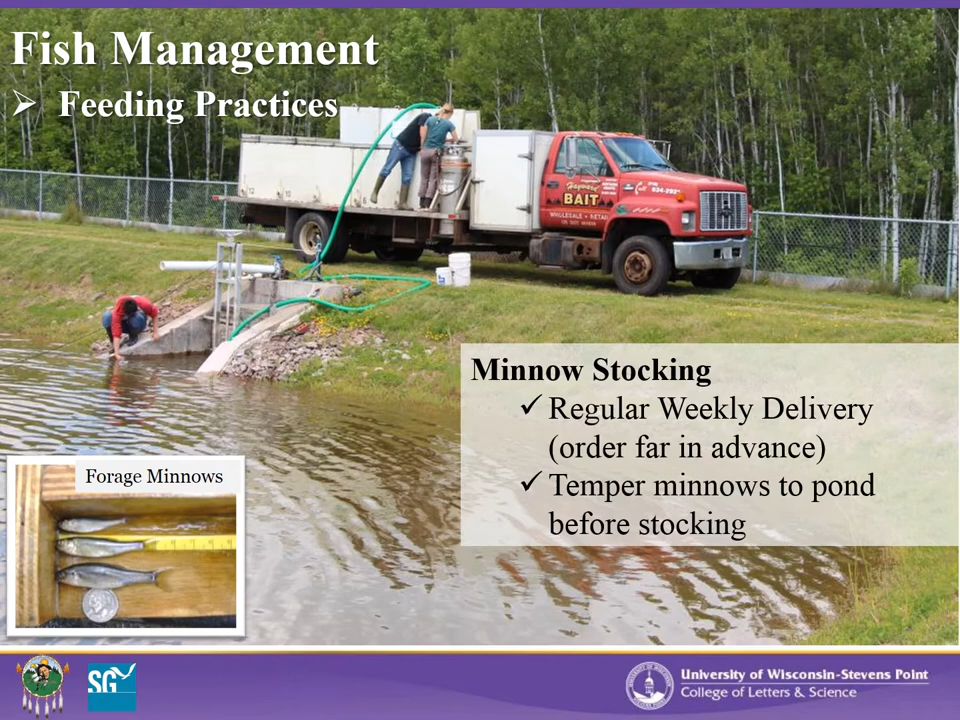 Fish Management
➢ Feeding Practices
Hayward
BAIT
WHOLESALE • RETAIL
Minnow Stocking
✓ Regular Weekly Delivery
(order far in advance)
✓ Temper minnows to pond
before stocking
Forage Minnows
SG
University of Wisconsin-Stevens Point
College of Letters & Science